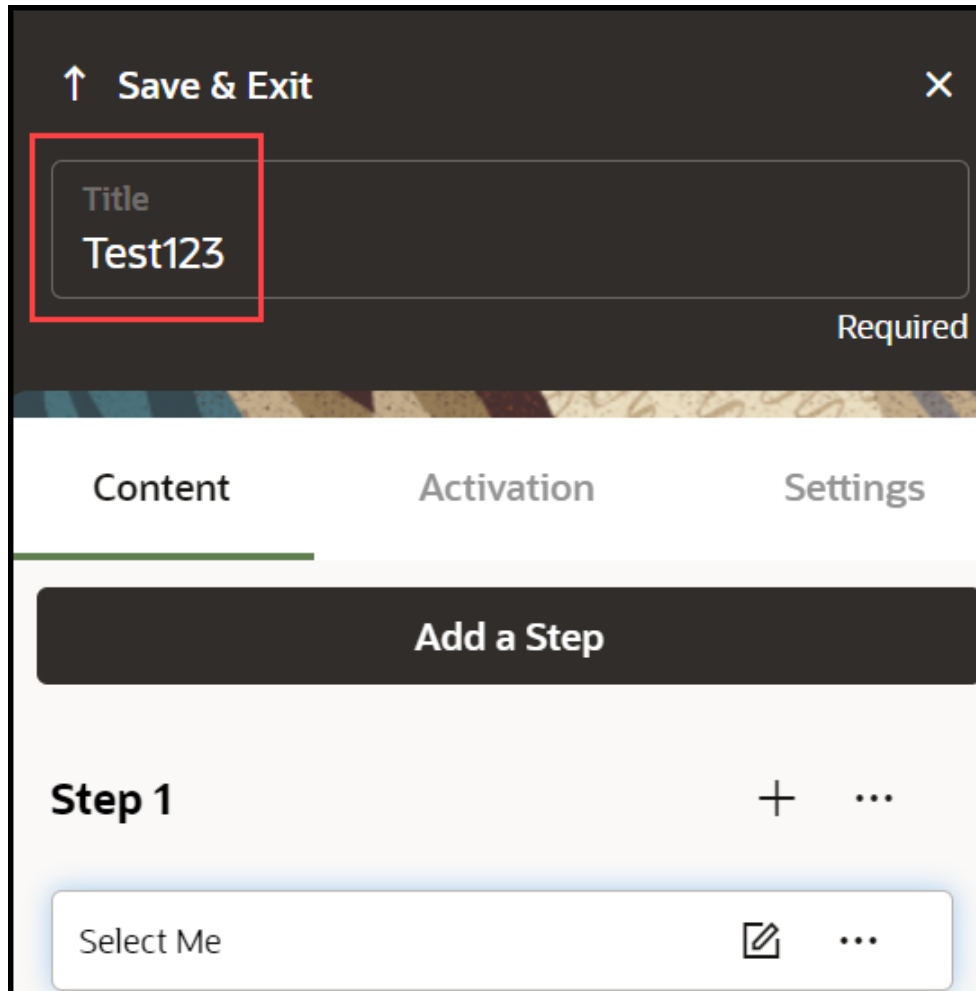 Save & Exit
Title
Test123
Required
Content Activation Settings
Add a Step
Step 1
Select Me